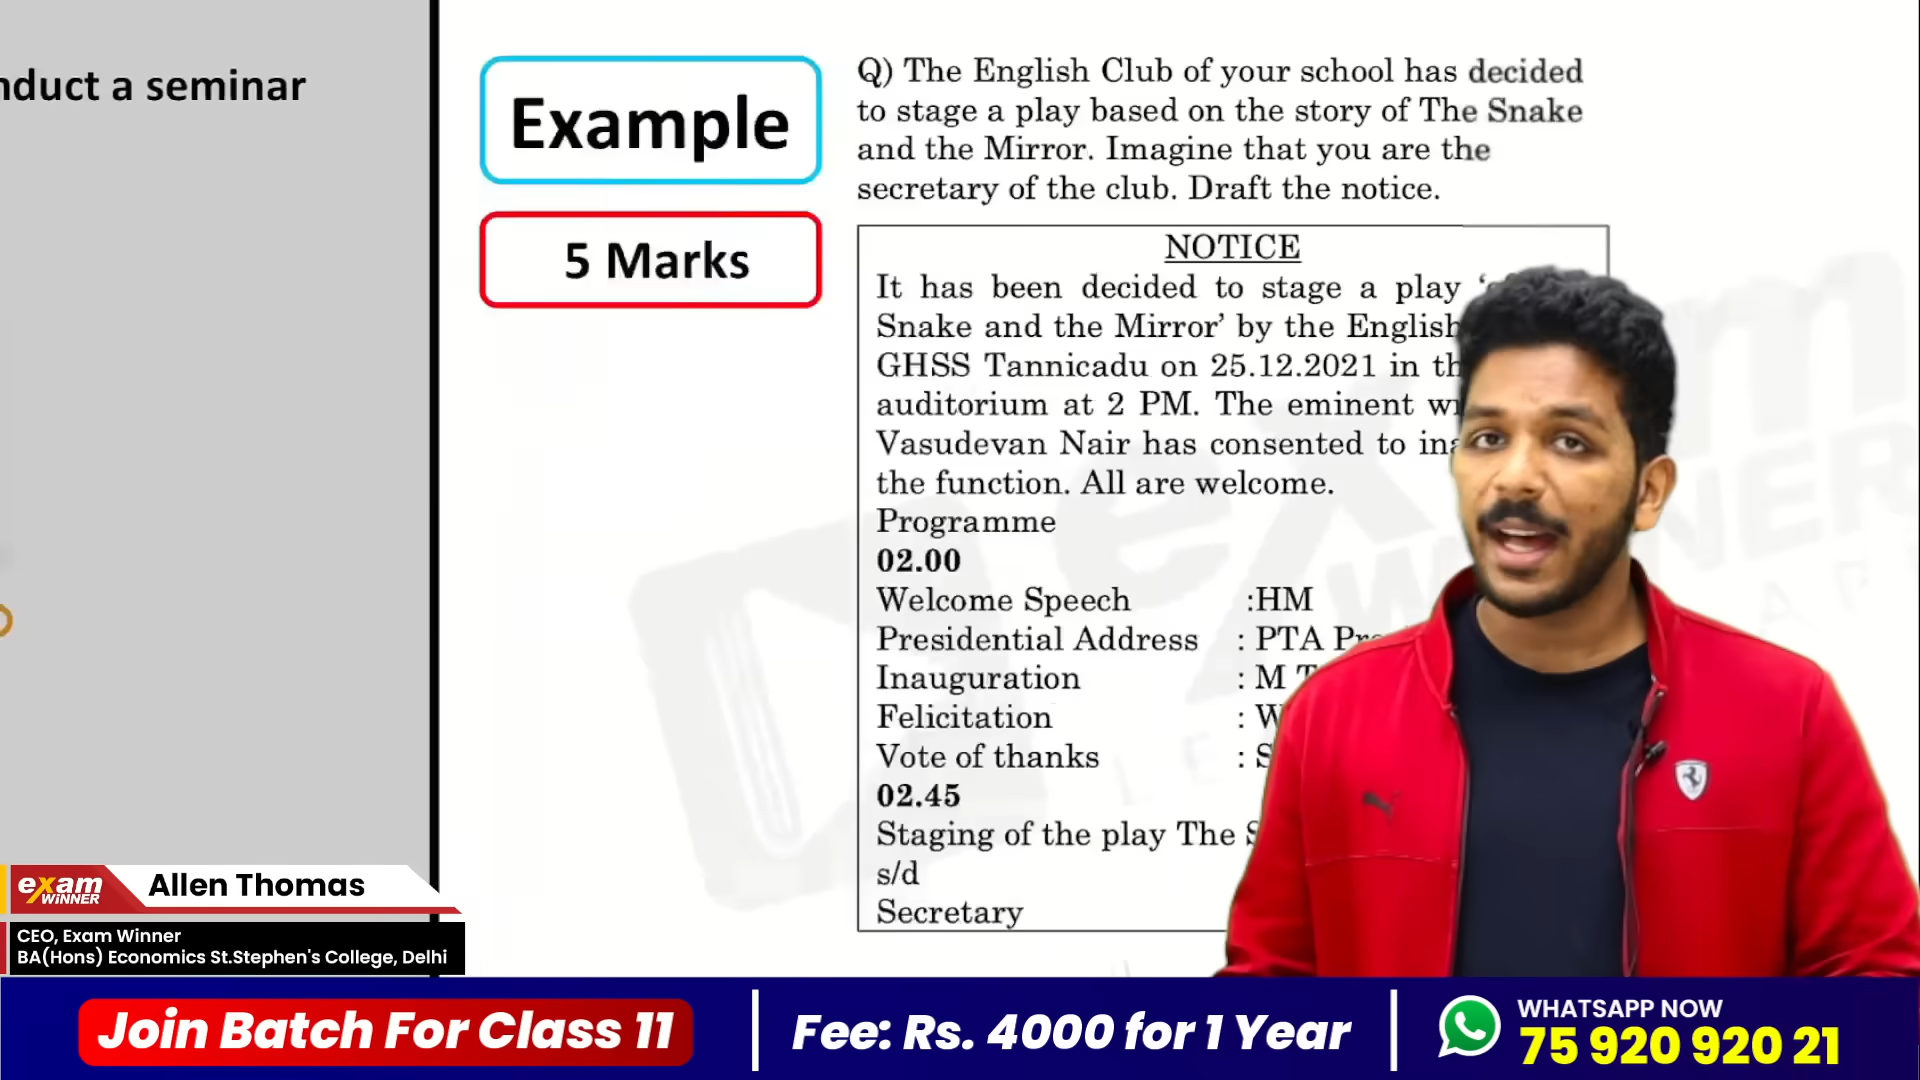 nduct a seminar
Example
5 Marks
Q) The English Club of your school has decided
to stage a play based on the story of The Snake
and the Mirror. Imagine that you are the
secretary of the club. Draft the notice.
NOTICE
It has been decided to stage a play
Snake and the Mirror' by the English
GHSS Tannicadu on 25.12.2021 in
auditorium at 2 PM. The eminent
Vasudevan Nair has consented to
the function. All are welcome.
Programme
02.00
Welcome Speech :HM
Presidential Address : PTA
Inauguration : M T
Felicitation :
Vote of thanks :
02.45
Staging of the play The
s/d
Secretary
exam WINNER
Allen Thomas
CEO, Exam Winner
BA(Hons) Economics St.Stephen's College, Delhi
Join Batch For Class 11
Fee: Rs. 4000 for 1 Year
WHATSAPP NOW
75 920 920 21